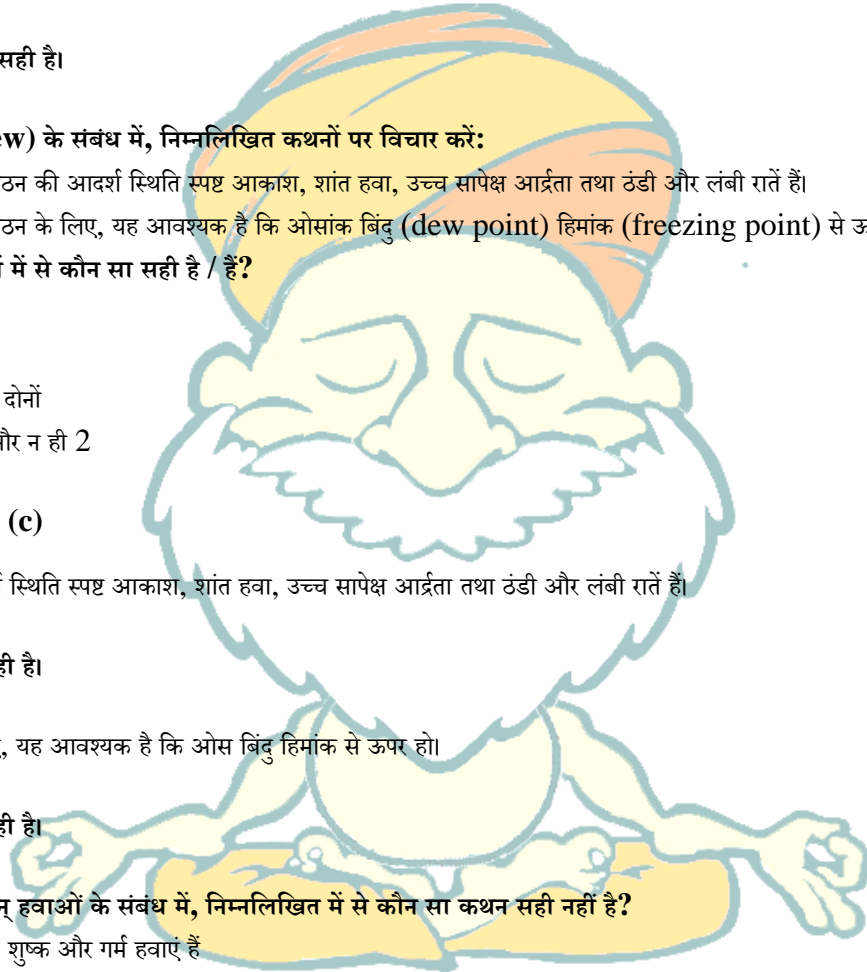 सही है।
ew) के संबंध में, निम्नलिखित कथनों पर विचार करें:
ठन की आदर्श स्थिति स्पष्ट आकाश, शांत हवा, उच्च सापेक्ष आर्द्रता तथा ठंडी और लंबी रातें हैं।
ठन के लिए, यह आवश्यक है कि ओसांक बिंदु (dew point) हिमांक (freezing point) से ऊ
में से कौन सा सही है / हैं?
दोनों
और न ही 2
(c)
स्थिति स्पष्ट आकाश, शांत हवा, उच्च सापेक्ष आर्द्रता तथा ठंडी और लंबी रातें हैं।
ही है।
, यह आवश्यक है कि ओस बिंदु हिमांक से ऊपर हो।
ही है।
न् हवाओं के संबंध में, निम्नलिखित में से कौन सा कथन सही नहीं है?
शुष्क और गर्म हवाएं हैं